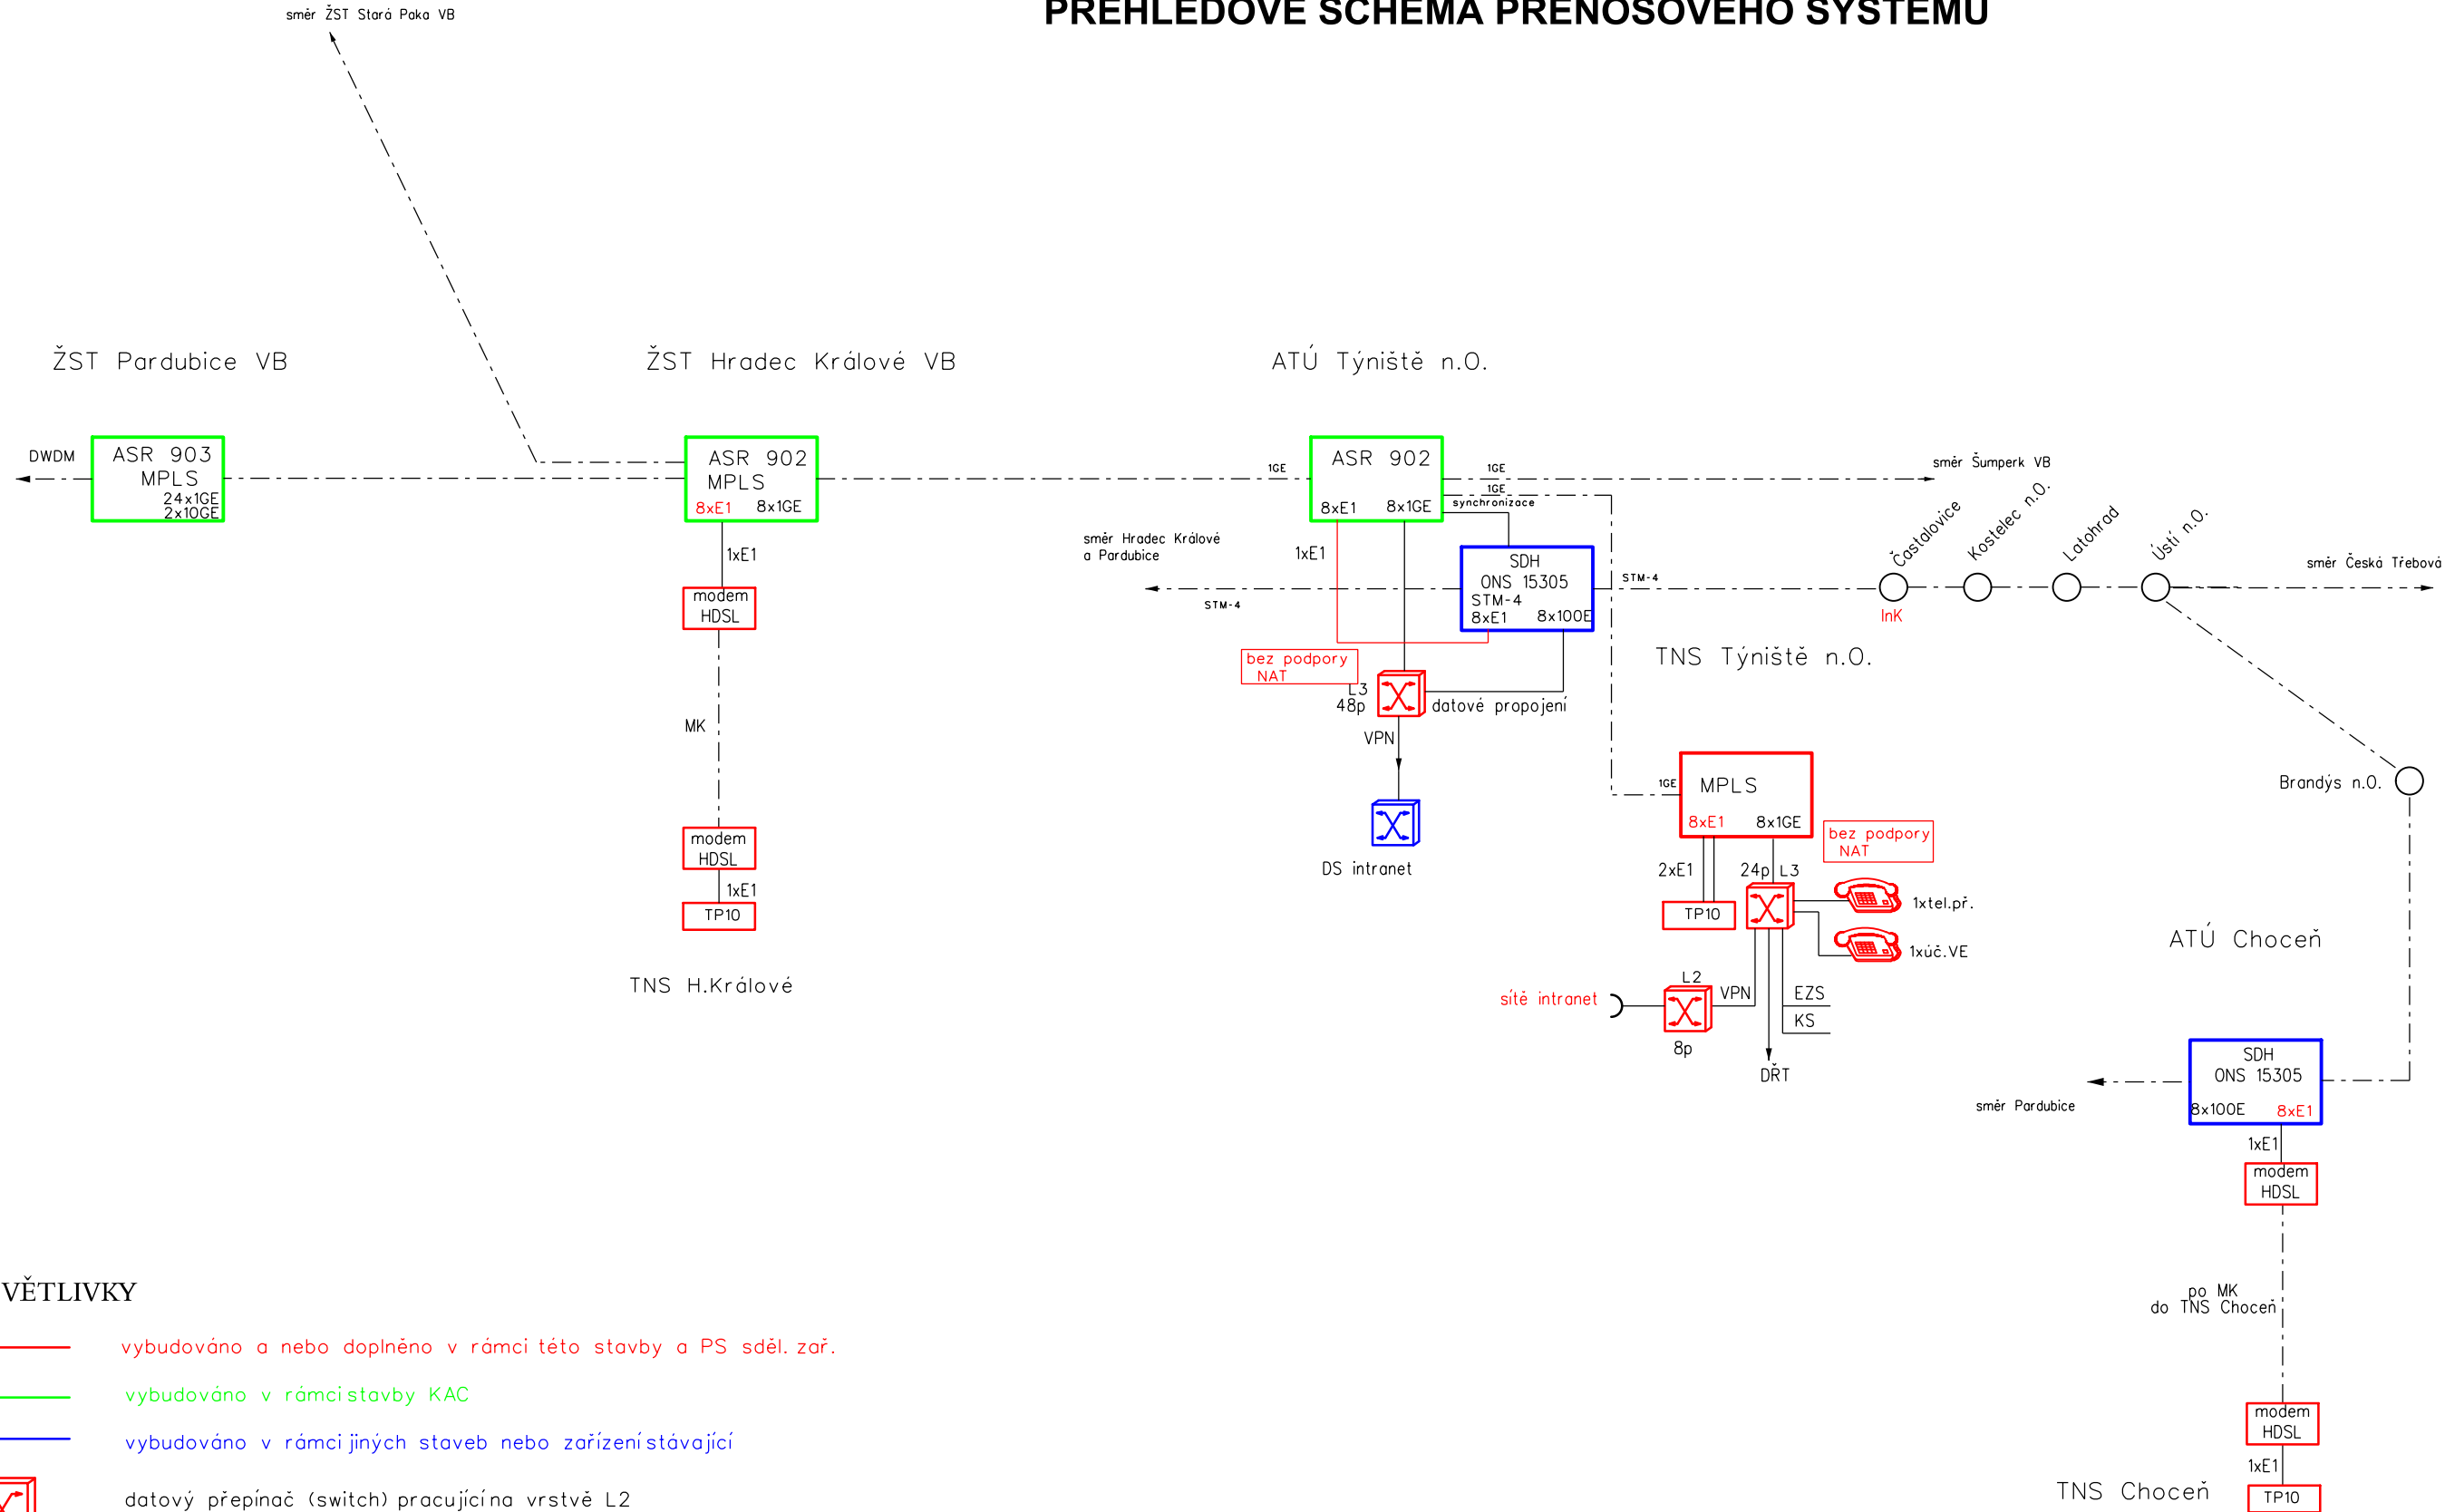 PŘEHLEDOVÉ SCHÉMA PŘENOSOVÉHO SYSTÉMU
směr ŽST Stará Paka VB
ŽST Pardubice VB
ŽST Hradec Králové VB
ATÚ Týniště n.O.
DWDM
ASR 903
MPLS
24x1GE
2x10GE
ASR 902
MPLS
8xE1
8x1GE
1GE
ASR 902
8xE1
8x1GE
1GE
1GE
synchronizace
směr Šumperk VB
Častalovice
Kostelec n.O.
Latohrad
Ústí n.O.
směr Česká Třebová
InK
1xE1
modem
HDSL
MK
modem
HDSL
1xE1
TP10
TNS H.Králové
směr Hradec Králové
a Pardubice
1xE1
STM-4
SDH
ONS 15305
STM-4
8xE1
8x100E
STM-4
bez podpory
NAT
L3
48p
datové propojení
VPN
DS intranet
TNS Týniště n.O.
1GE
MPLS
8xE1
8x1GE
bez podpory
NAT
2xE1
24p L3
TP10
1xtel.př.
1xúč.VE
L2
sítě intranet
VPN
EZS
KS
8p
DŘT
Brandýs n.O.
ATÚ Choceň
SDH
ONS 15305
8x100E
8xE1
směr Pardubice
1xE1
modem
HDSL
po MK
do TNS Choceň
modem
HDSL
1xE1
TP10
TNS Choceň
VĚTLIVKY
vybudováno a nebo doplněno v rámci této stavby a PS sděl. zař.
vybudováno v rámci stavby KAC
vybudováno v rámci jiných staveb nebo zařízení stávající
datový přepínač (switch) pracující na vrstvě L2